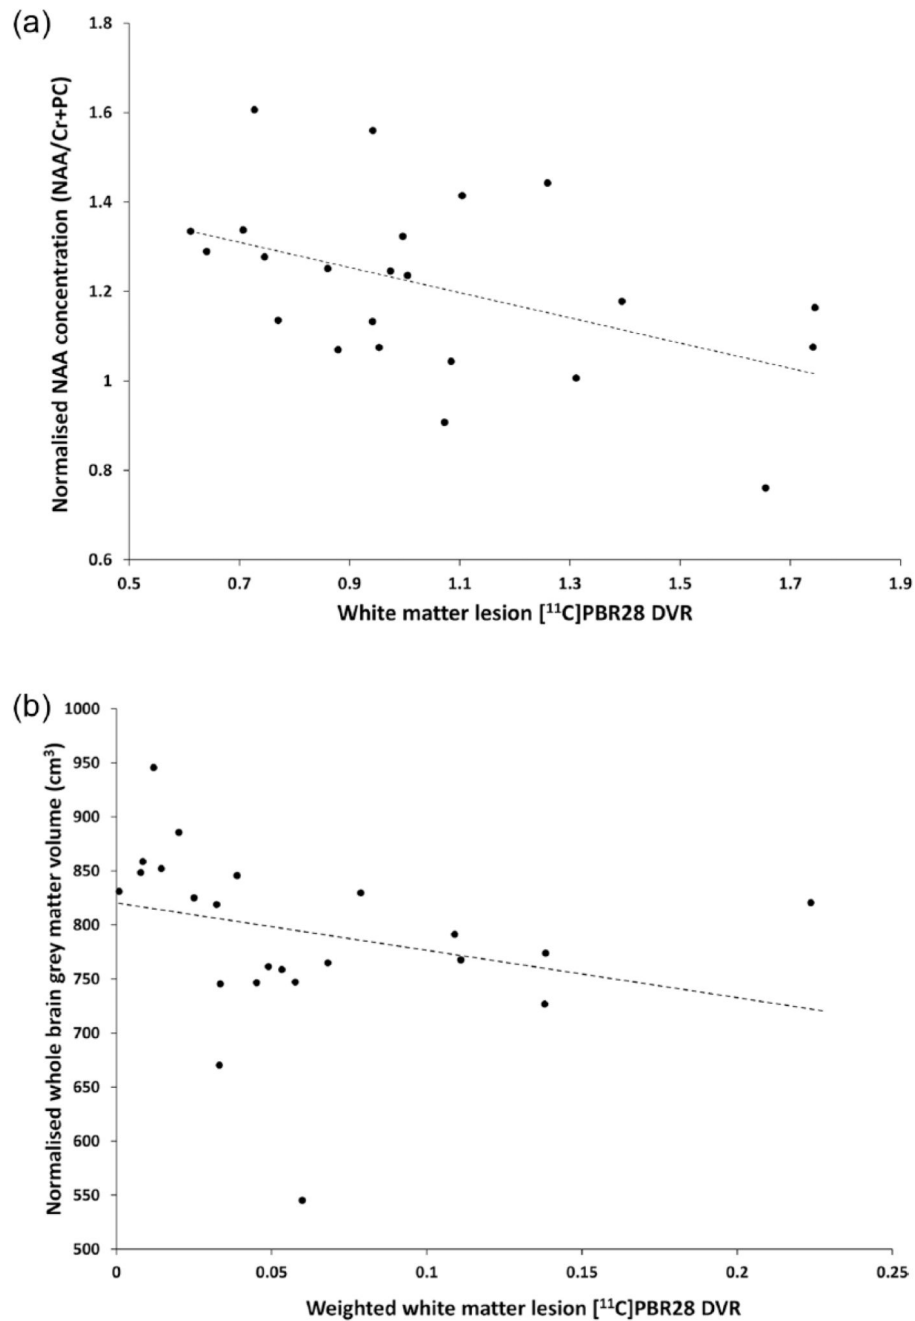 (a)
Normalised NAA concentration (NAA/Cr+PC)
1.8
1.6
1.4
1.2
1
0.8
0.6
0.5 0.7 0.9 1.1 1.3 1.5 1.7 1.9
White matter lesion [¹¹C]PBR28 DVR
(b)
Normalised whole brain grey matter volume (cm³)
1000
950
900
850
800
750
700
650
600
550
500
0 0.05 0.1 0.15 0.2 0.25
Weighted white matter lesion [¹¹C]PBR28 DVR